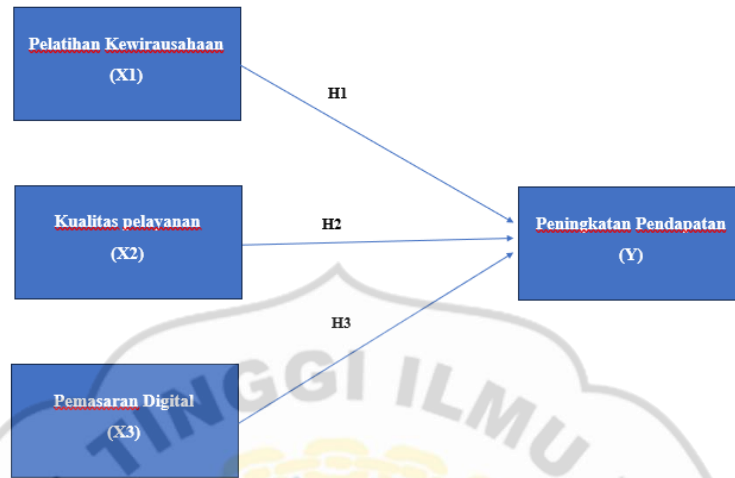 Pelatihan Kewirausahaan
(X1)
H1
Kualitas pelayanan
(X2)
H2
Peningkatan Pendapatan
(Y)
H3
Pemasaran Digital
(X3)
TINGGI ILMU